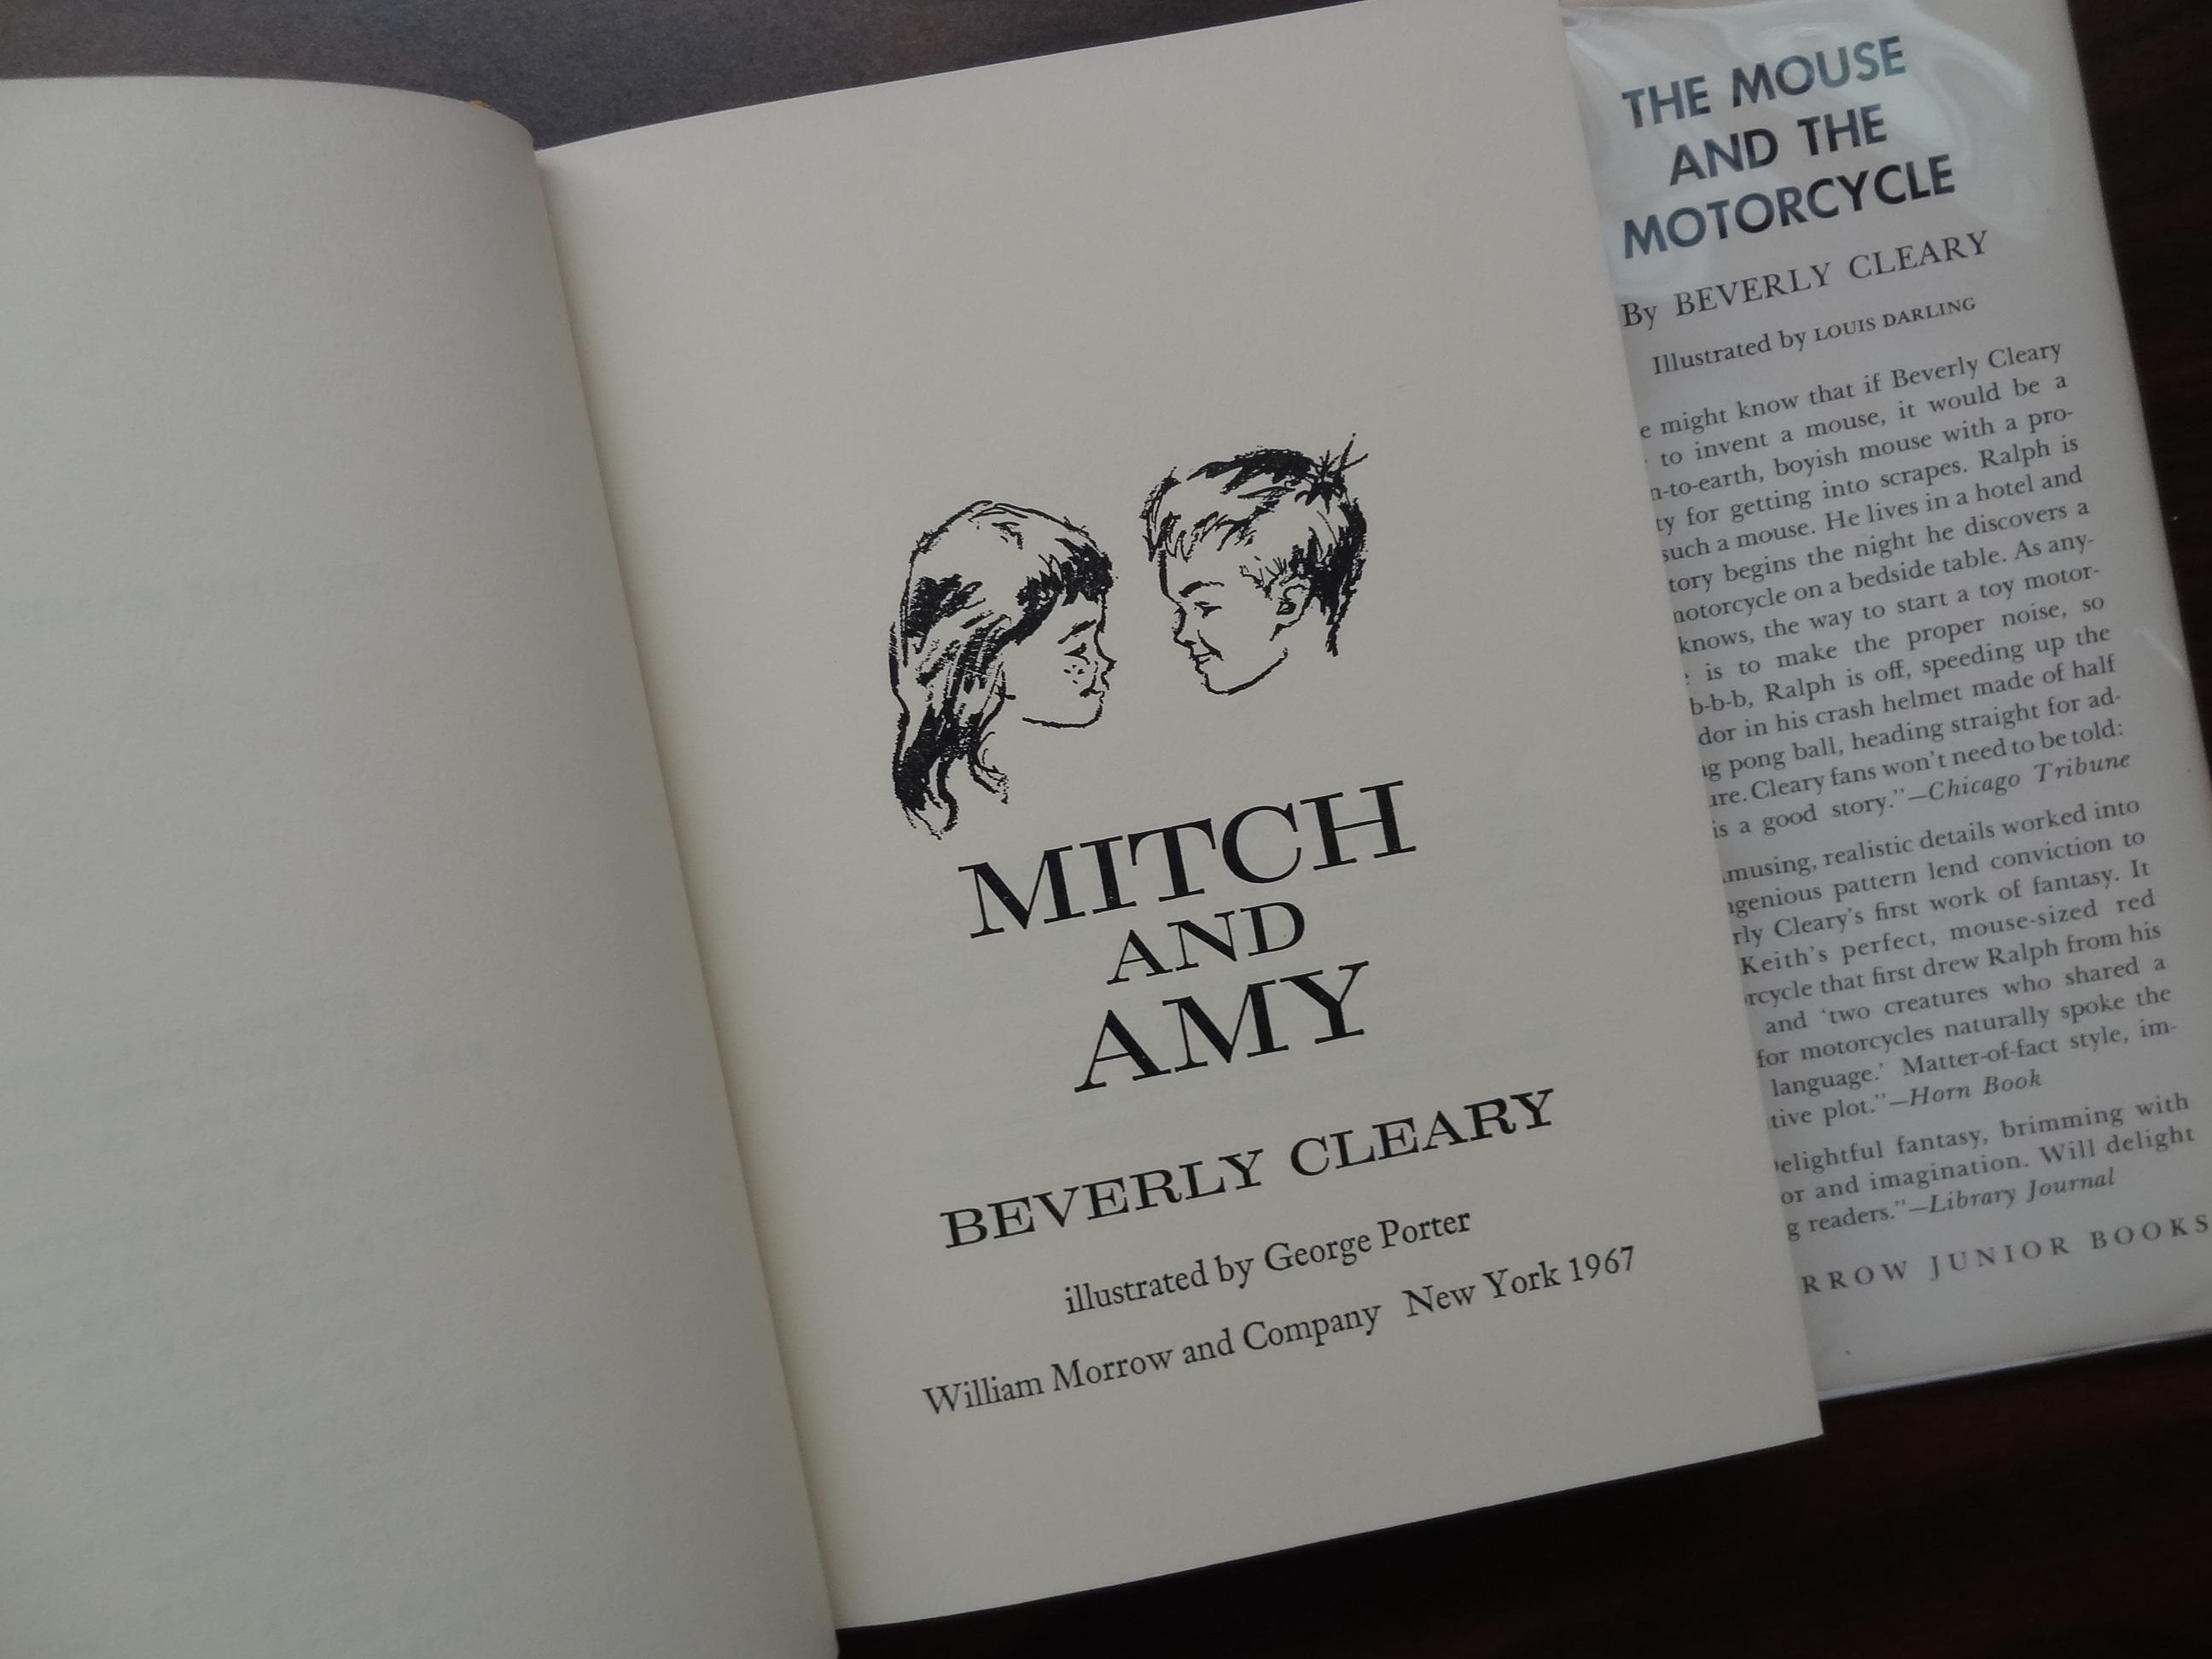 MITCH
AND
AMY
BEVERLY CLEARY
illustrated by George Porter
William Morrow and Company New York 1967
THE MOUSE
AND THE
MOTORCYCLE
By BEVERLY CLEARY
Illustrated by LOUIS DARLING
might know that if Beverly Cleary
to invent a mouse, it would be a
-to-earth, boyish mouse with a pro-
for getting into scrapes. Ralph is
such a mouse. He lives in a hotel and
begins the night he discovers a
motorcycle on a bedside table. As any-
knows, the way to start a toy motor-
is to make the proper noise, so
b-b-b, Ralph is off, speeding up the
in his crash helmet made of half
pong ball, heading straight for ad-
Cleary fans won't need to be told:
is a good story."—Chicago Tribune
musing, realistic details worked into
pattern lend conviction to
Cleary's first work of fantasy. It
Keith's perfect, mouse-sized red
that first drew Ralph from his
and 'two creatures who shared a
for motorcycles naturally spoke the
language.' Matter-of-fact style, im-
plot."—Horn Book
elightful fantasy, brimming with
or and imagination. Will delight
readers."—Library Journal
RROW JUNIOR BOOKS